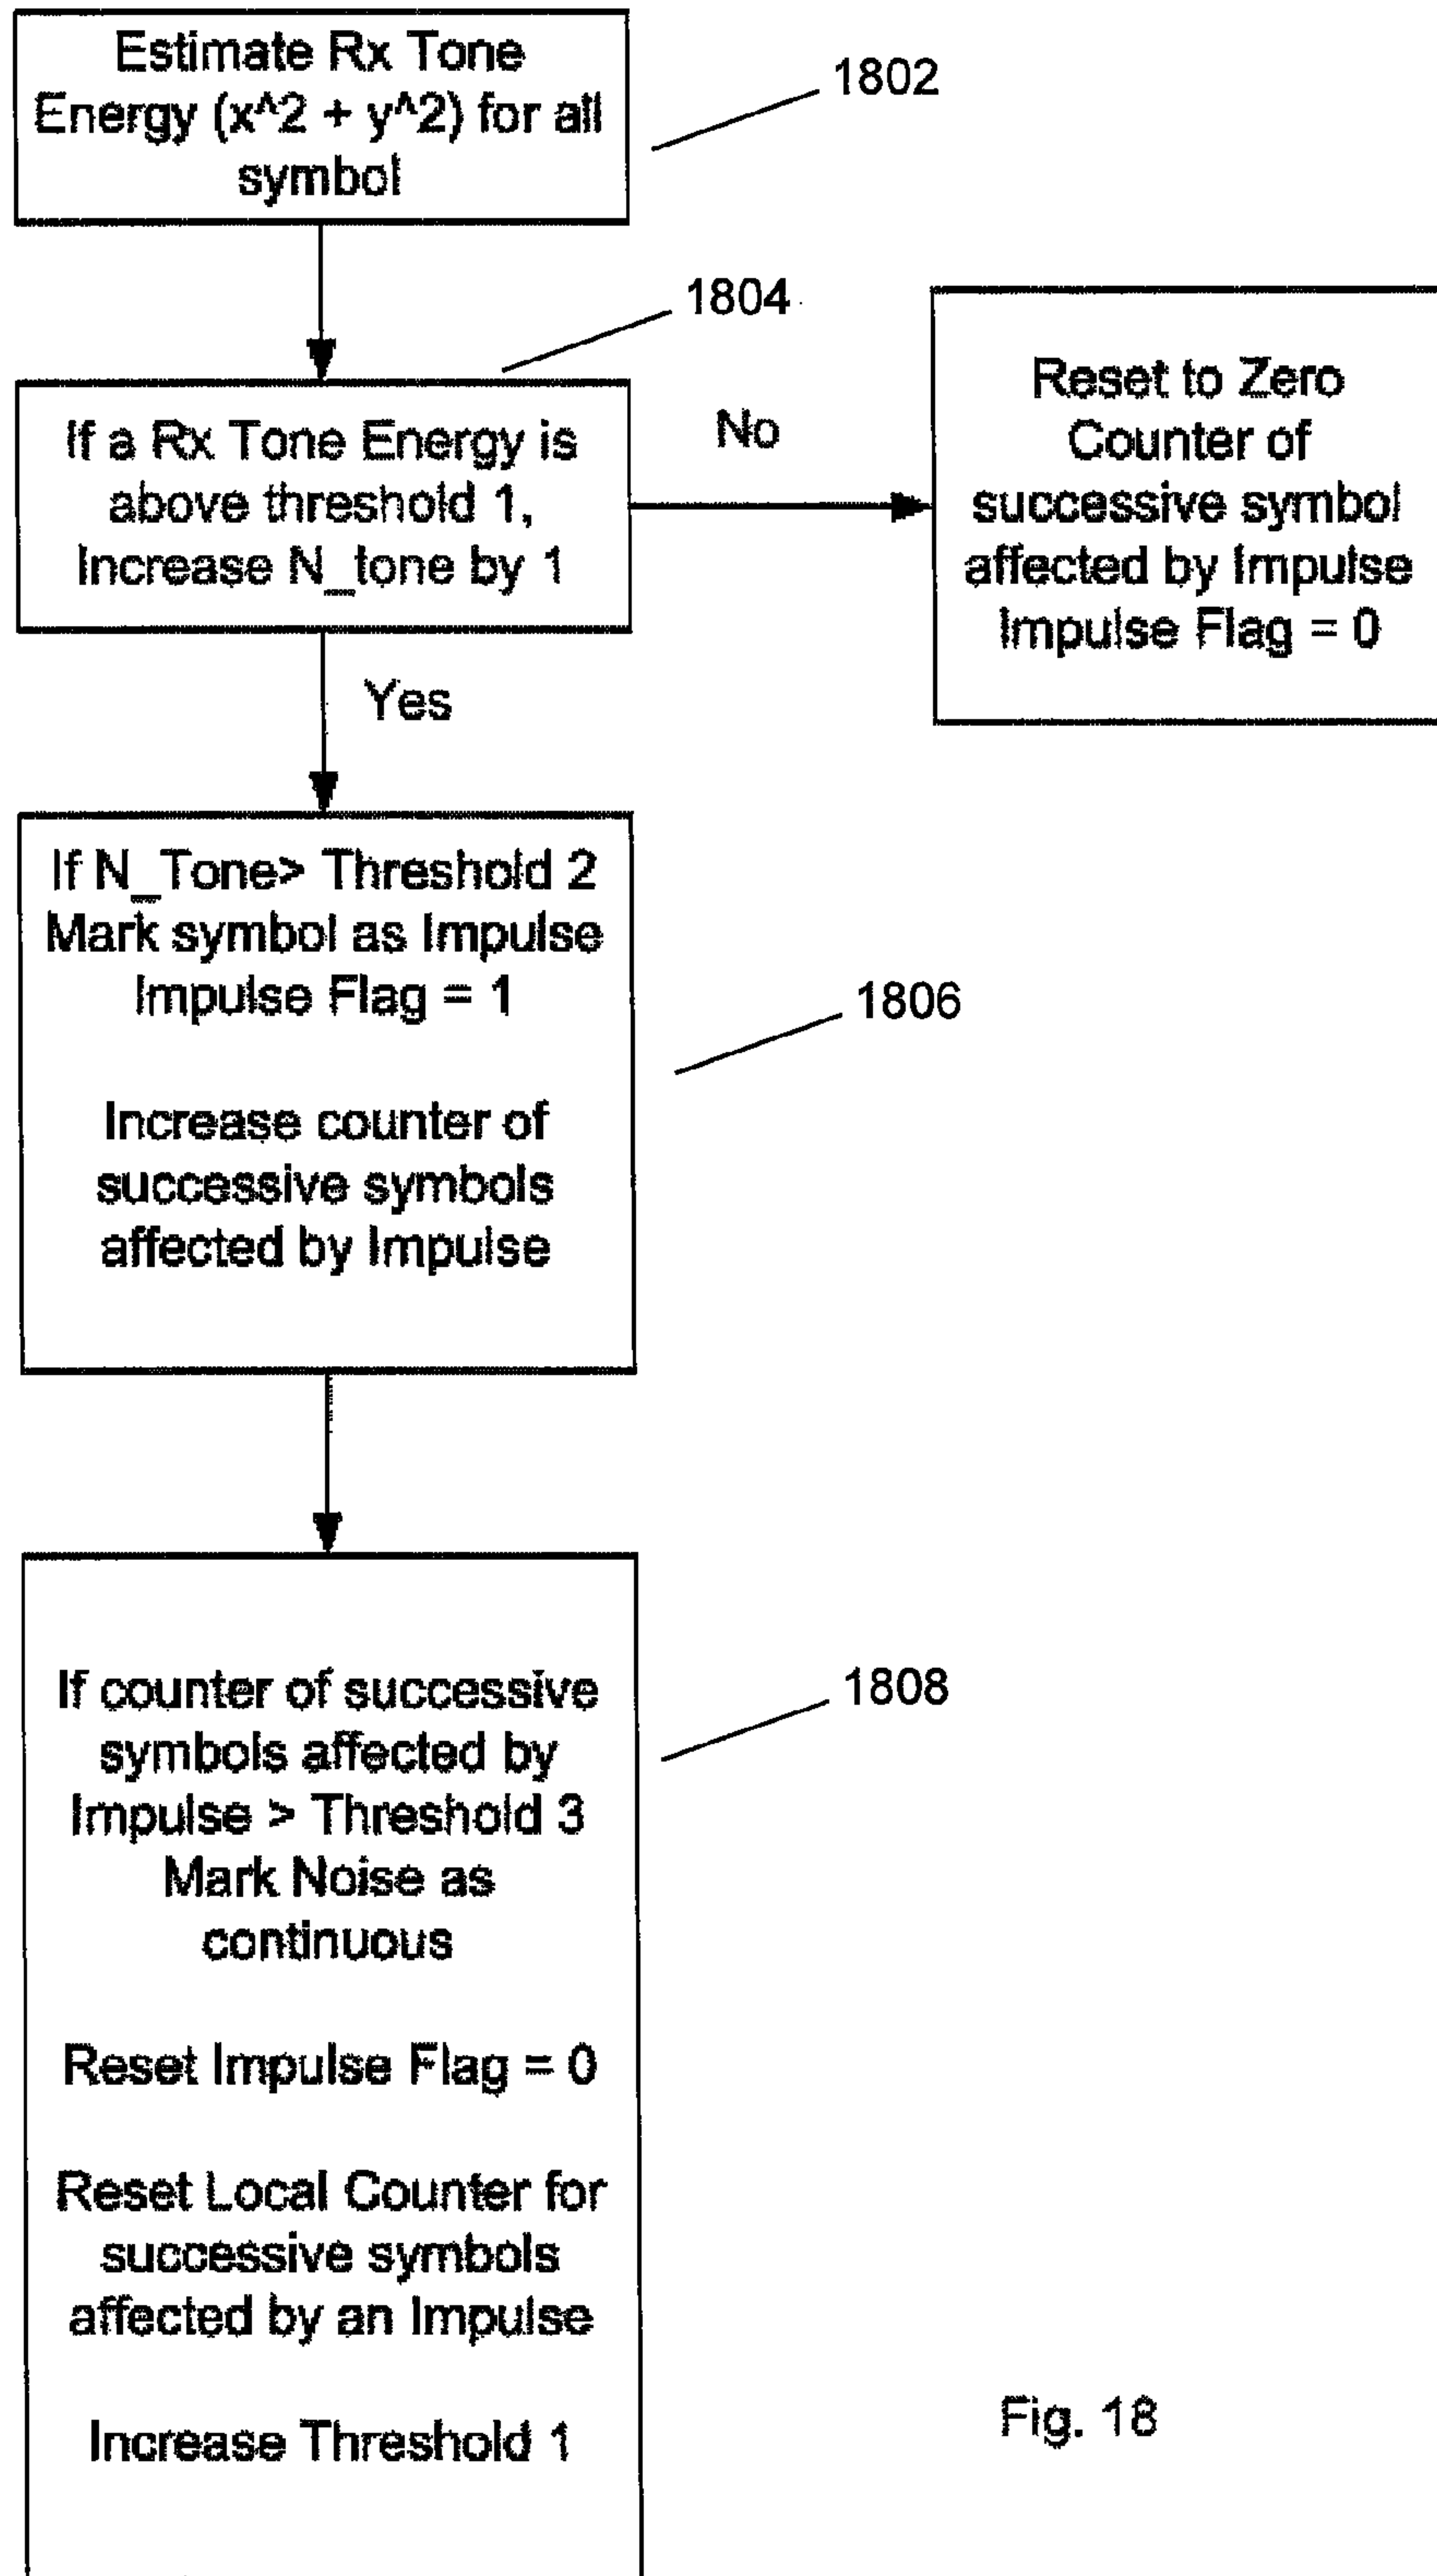 Estimate Rx Tone
Energy (x^2 + y^2) for all
symbol
1802
1804
If a Rx Tone Energy is
above threshold 1,
Increase N_tone by 1
No
Reset to Zero
Counter of
successive symbol
affected by Impulse
Impulse Flag = 0
Yes
If N_Tone> Threshold 2
Mark symbol as Impulse
Impulse Flag = 1
Increase counter of
successive symbols
affected by Impulse
1806
If counter of successive
symbols affected by
Impulse > Threshold 3
Mark Noise as
continuous
Reset Impulse Flag = 0
Reset Local Counter for
successive symbols
affected by an Impulse
Increase Threshold 1
1808
Fig. 18